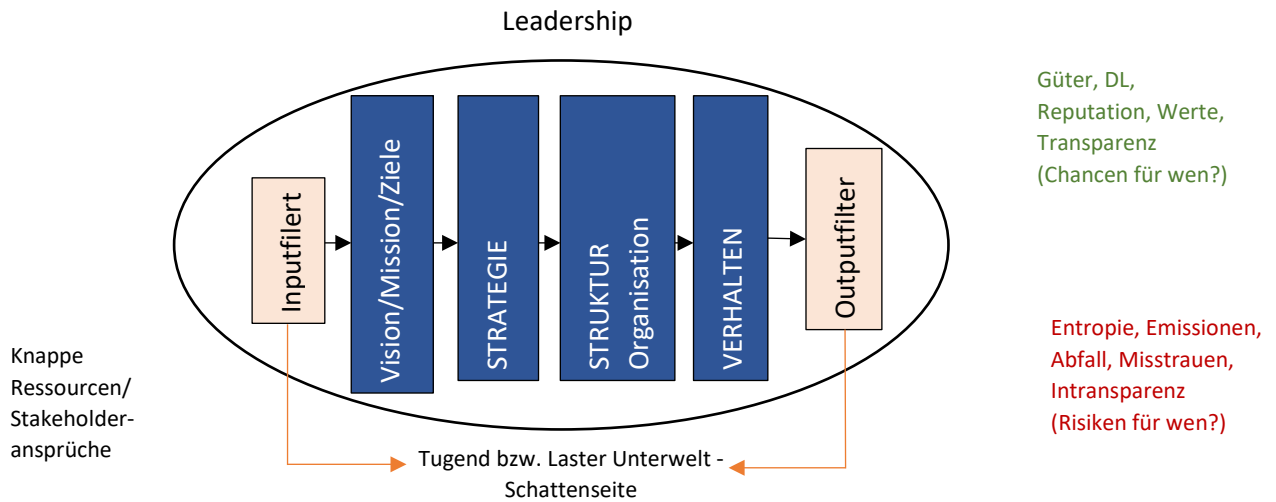 Leadership
Güter, DL,
Reputation, Werte,
Transparenz
(Chancen für wen?)
Inputfilert
Vision/Mission/Ziele
STRATEGIE
STRUKTUR
Organisation
VERHALTEN
Outputfilter
Knappe
Ressourcen/
Stakeholder-
ansprüche
Entropie, Emissionen,
Abfall, Misstrauen,
Intransparenz
(Risiken für wen?)
Tugend bzw. Laster Unterwelt -
Schattenseite